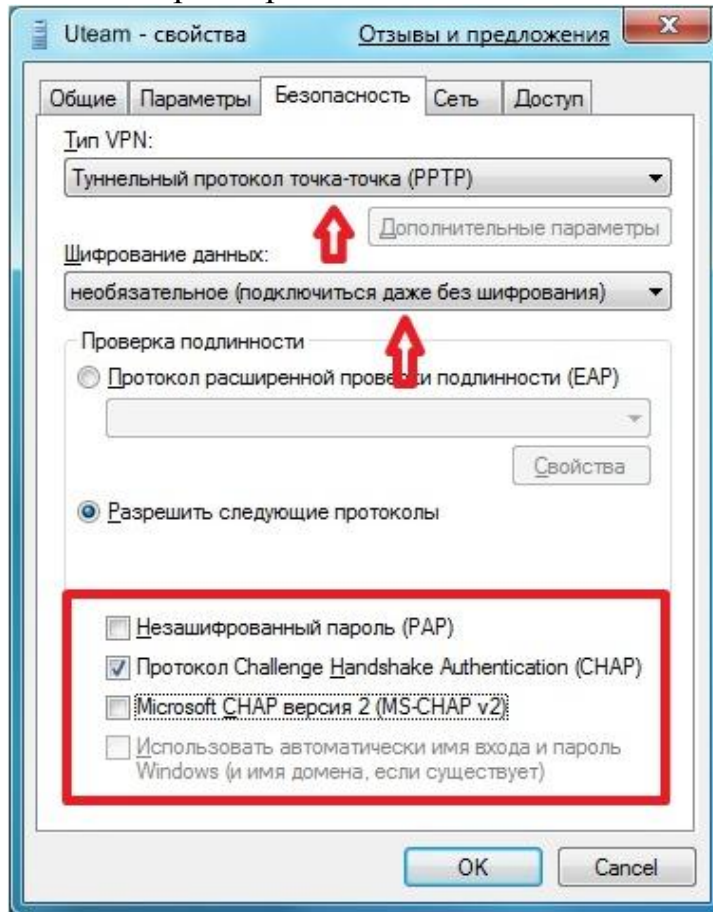 Uteam - свойства Отзывы и предложения
Общие Параметры Безопасность Сеть Доступ
Тип VPN:
Туннельный протокол точка-точка (PPTP)
Дополнительные параметры
Шифрование данных:
необязательное (подключиться даже без шифрования)
Проверка подлинности
Протокол расширенной проверки подлинности (EAP)
Свойства
Разрешить следующие протоколы
Незашифрованный пароль (PAP)
Протокол Challenge Handshake Authentication (CHAP)
Microsoft CHAP версия 2 (MS-CHAP v2)
Использовать автоматически имя входа и пароль
Windows (и имя домена, если существует)
OK Cancel